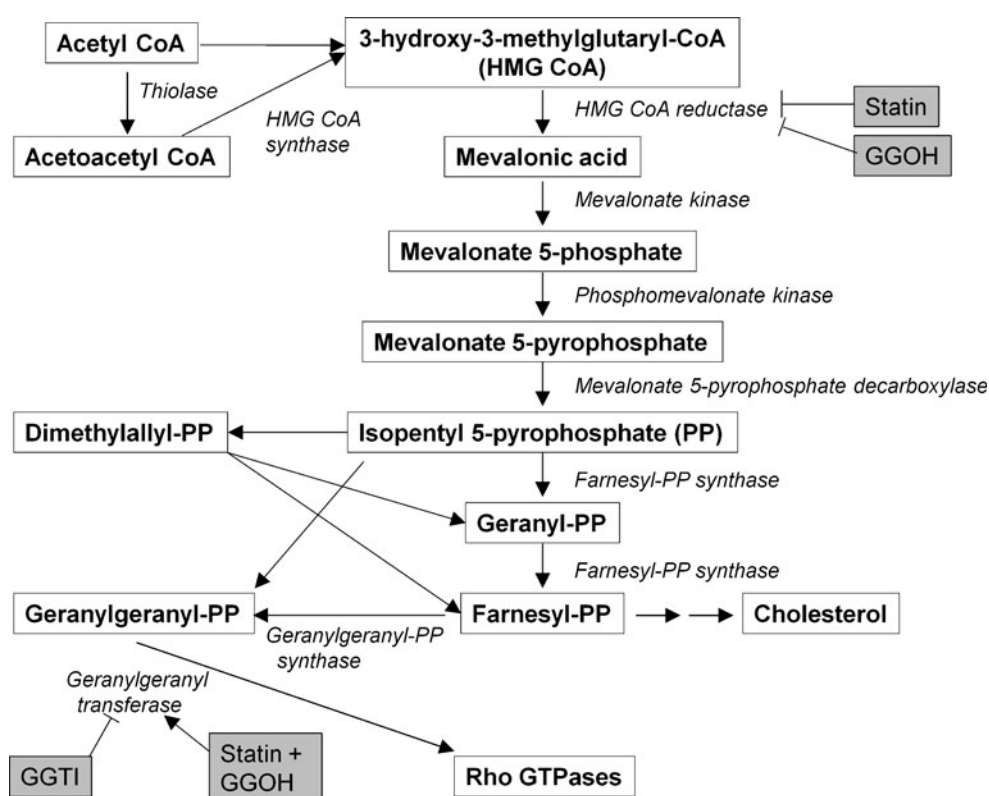 Acetyl CoA
3-hydroxy-3-methylglutaryl-CoA
(HMG CoA)
Thiolase
HMG CoA
synthase
HMG CoA reductase
Statin
Acetoacetyl CoA
Mevalonic acid
GGOH
Mevalonate kinase
Mevalonate 5-phosphate
Phosphomevalonate kinase
Mevalonate 5-pyrophosphate
Mevalonate 5-pyrophosphate decarboxylase
Dimethylallyl-PP
Isopentyl 5-pyrophosphate (PP)
Farnesyl-PP synthase
Geranyl-PP
Farnesyl-PP synthase
Geranylgeranyl-PP
Farnesyl-PP
Cholesterol
Geranylgeranyl-PP
synthase
Geranylgeranyl
transferase
GGTI
Statin +
GGOH
Rho GTPases